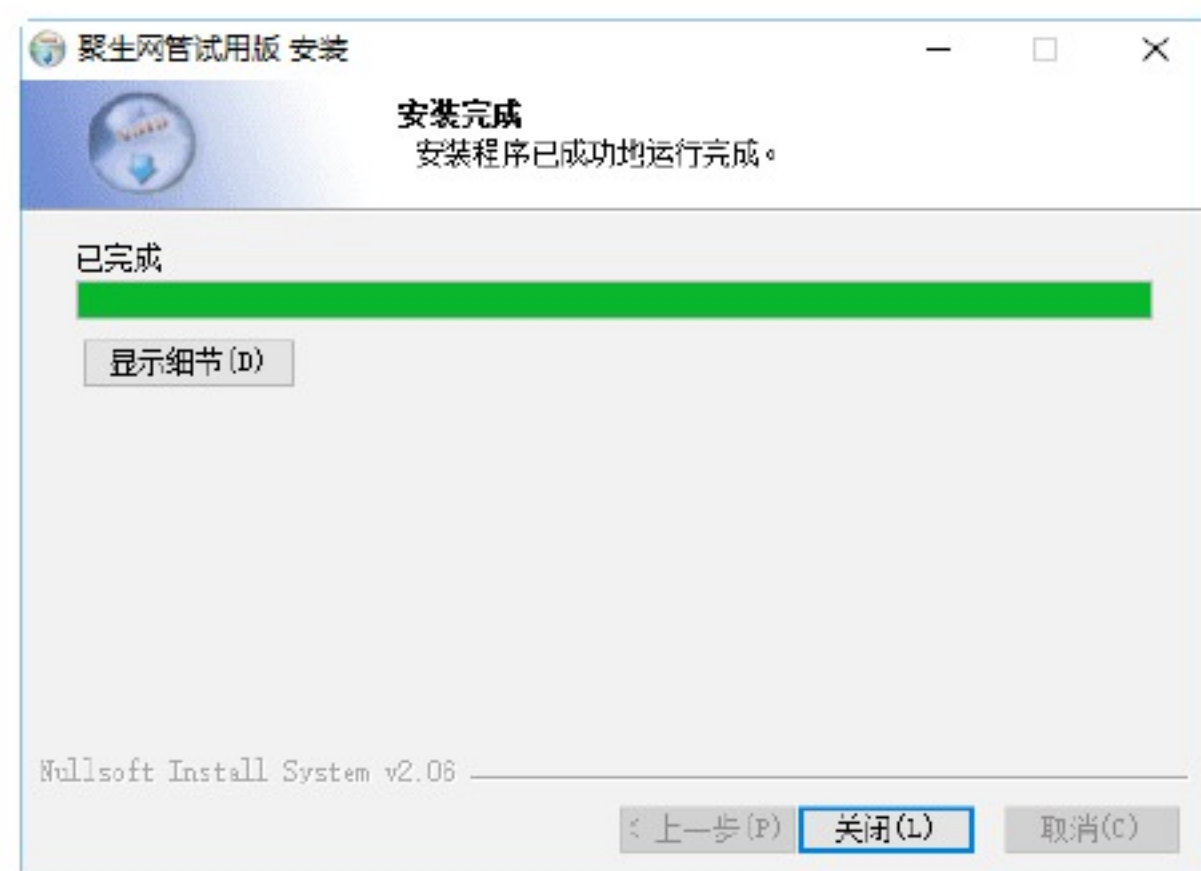 聚生网管试用版 安装
安装完成
安装程序已成功地运行完成。
已完成
显示细节(D)
Nullsoft Install System v2.06
< 上一步(P) 关闭(L) 取消(C)